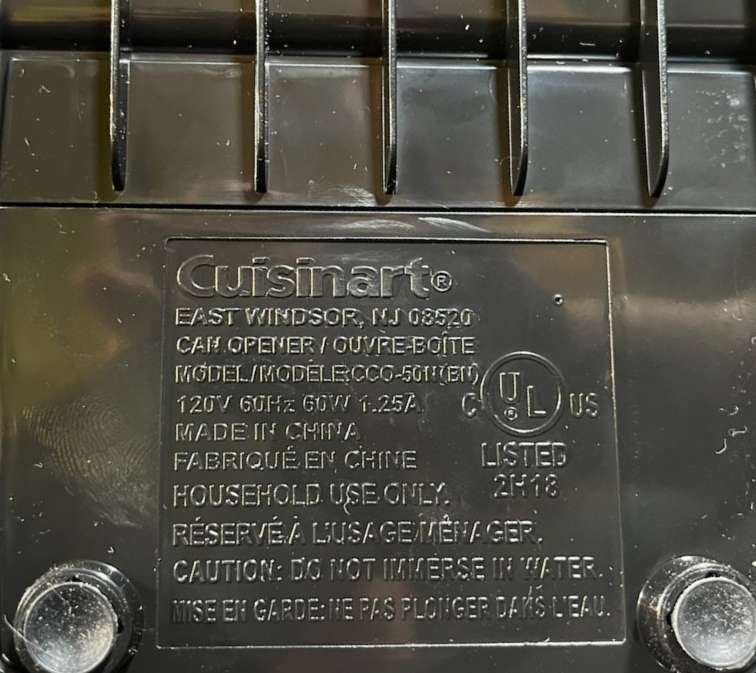 Cuisinart®
EAST WINDSOR, NJ 08520
CAN OPENER / OUVRE-BOÎTE
MODEL/MODÈLE:CCO-50N(BN)
120V 60Hz 60W 1.25A
MADE IN CHINA
FABRIQUÉ EN CHINE
HOUSEHOLD USE ONLY.
RÉSERVÉ À L'USAGE MÉNAGER.
CAUTION: DO NOT IMMERSE IN WATER.
MISE EN GARDE: NE PAS PLONGER DANS L'EAU.
C UL® US
LISTED
2H18